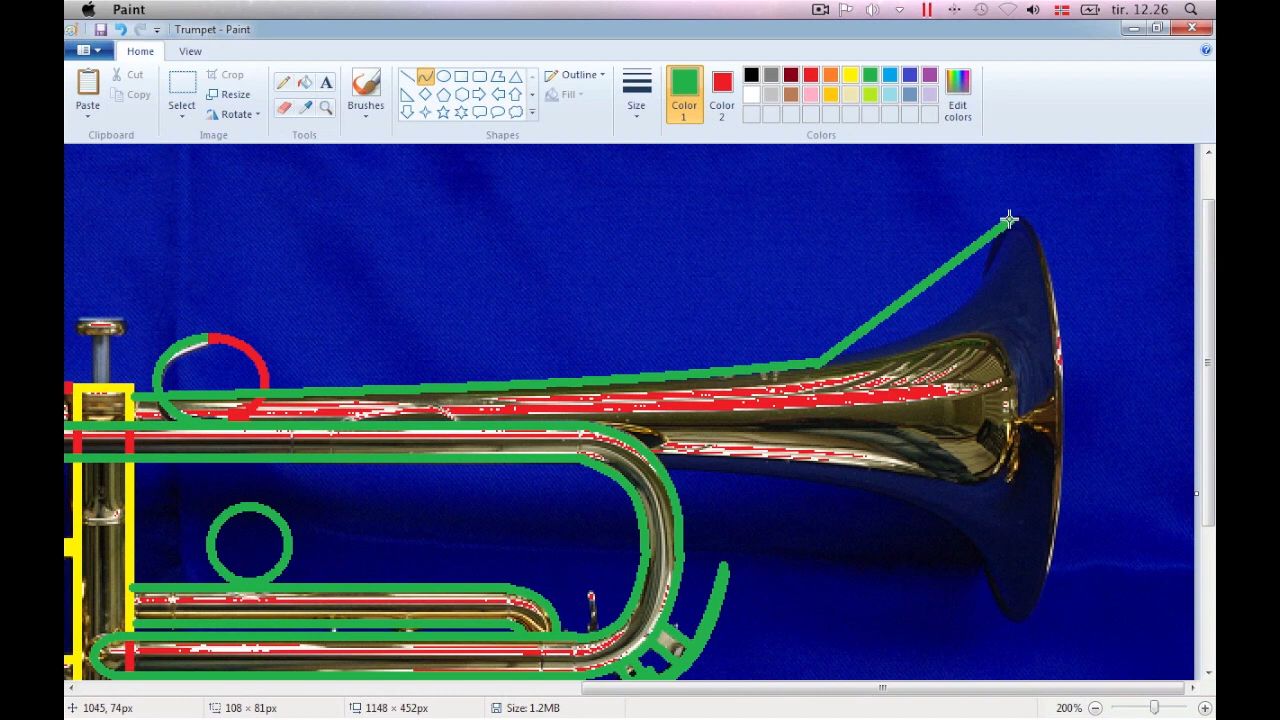 Paint
tir. 12.26
Trumpet - Paint
Home
View
Paste
Cut
Copy
Clipboard
Select
Crop
Resize
Rotate
Image
A
Tools
Brushes
Outline
Fill
Shapes
Size
Color 1
Color 2
Edit colors
Colors
1045, 74px
108 × 81px
1148 × 452px
Size: 1.2MB
200%